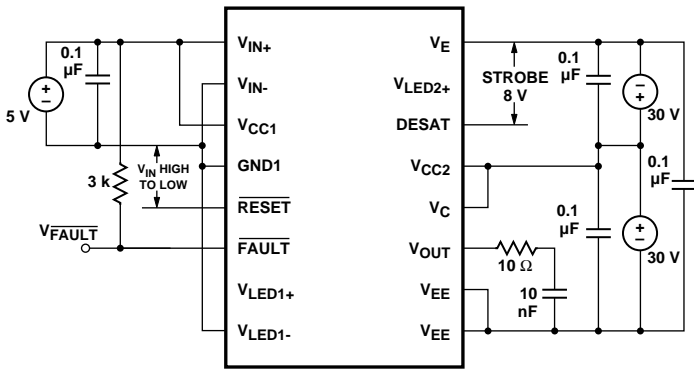 0.1
µF
5 V
+
−
3 k
V_IN HIGH
TO LOW
V_FAULT
V_IN+
V_IN-
V_CC1
GND1
RESET
FAULT
V_LED1+
V_LED1-
V_E
V_LED2+
DESAT
V_CC2
V_C
V_OUT
V_EE
V_EE
STROBE
8 V
10 Ω
10
nF
0.1
µF
0.1
µF
−
+
30 V
+
−
30 V
0.1
µF